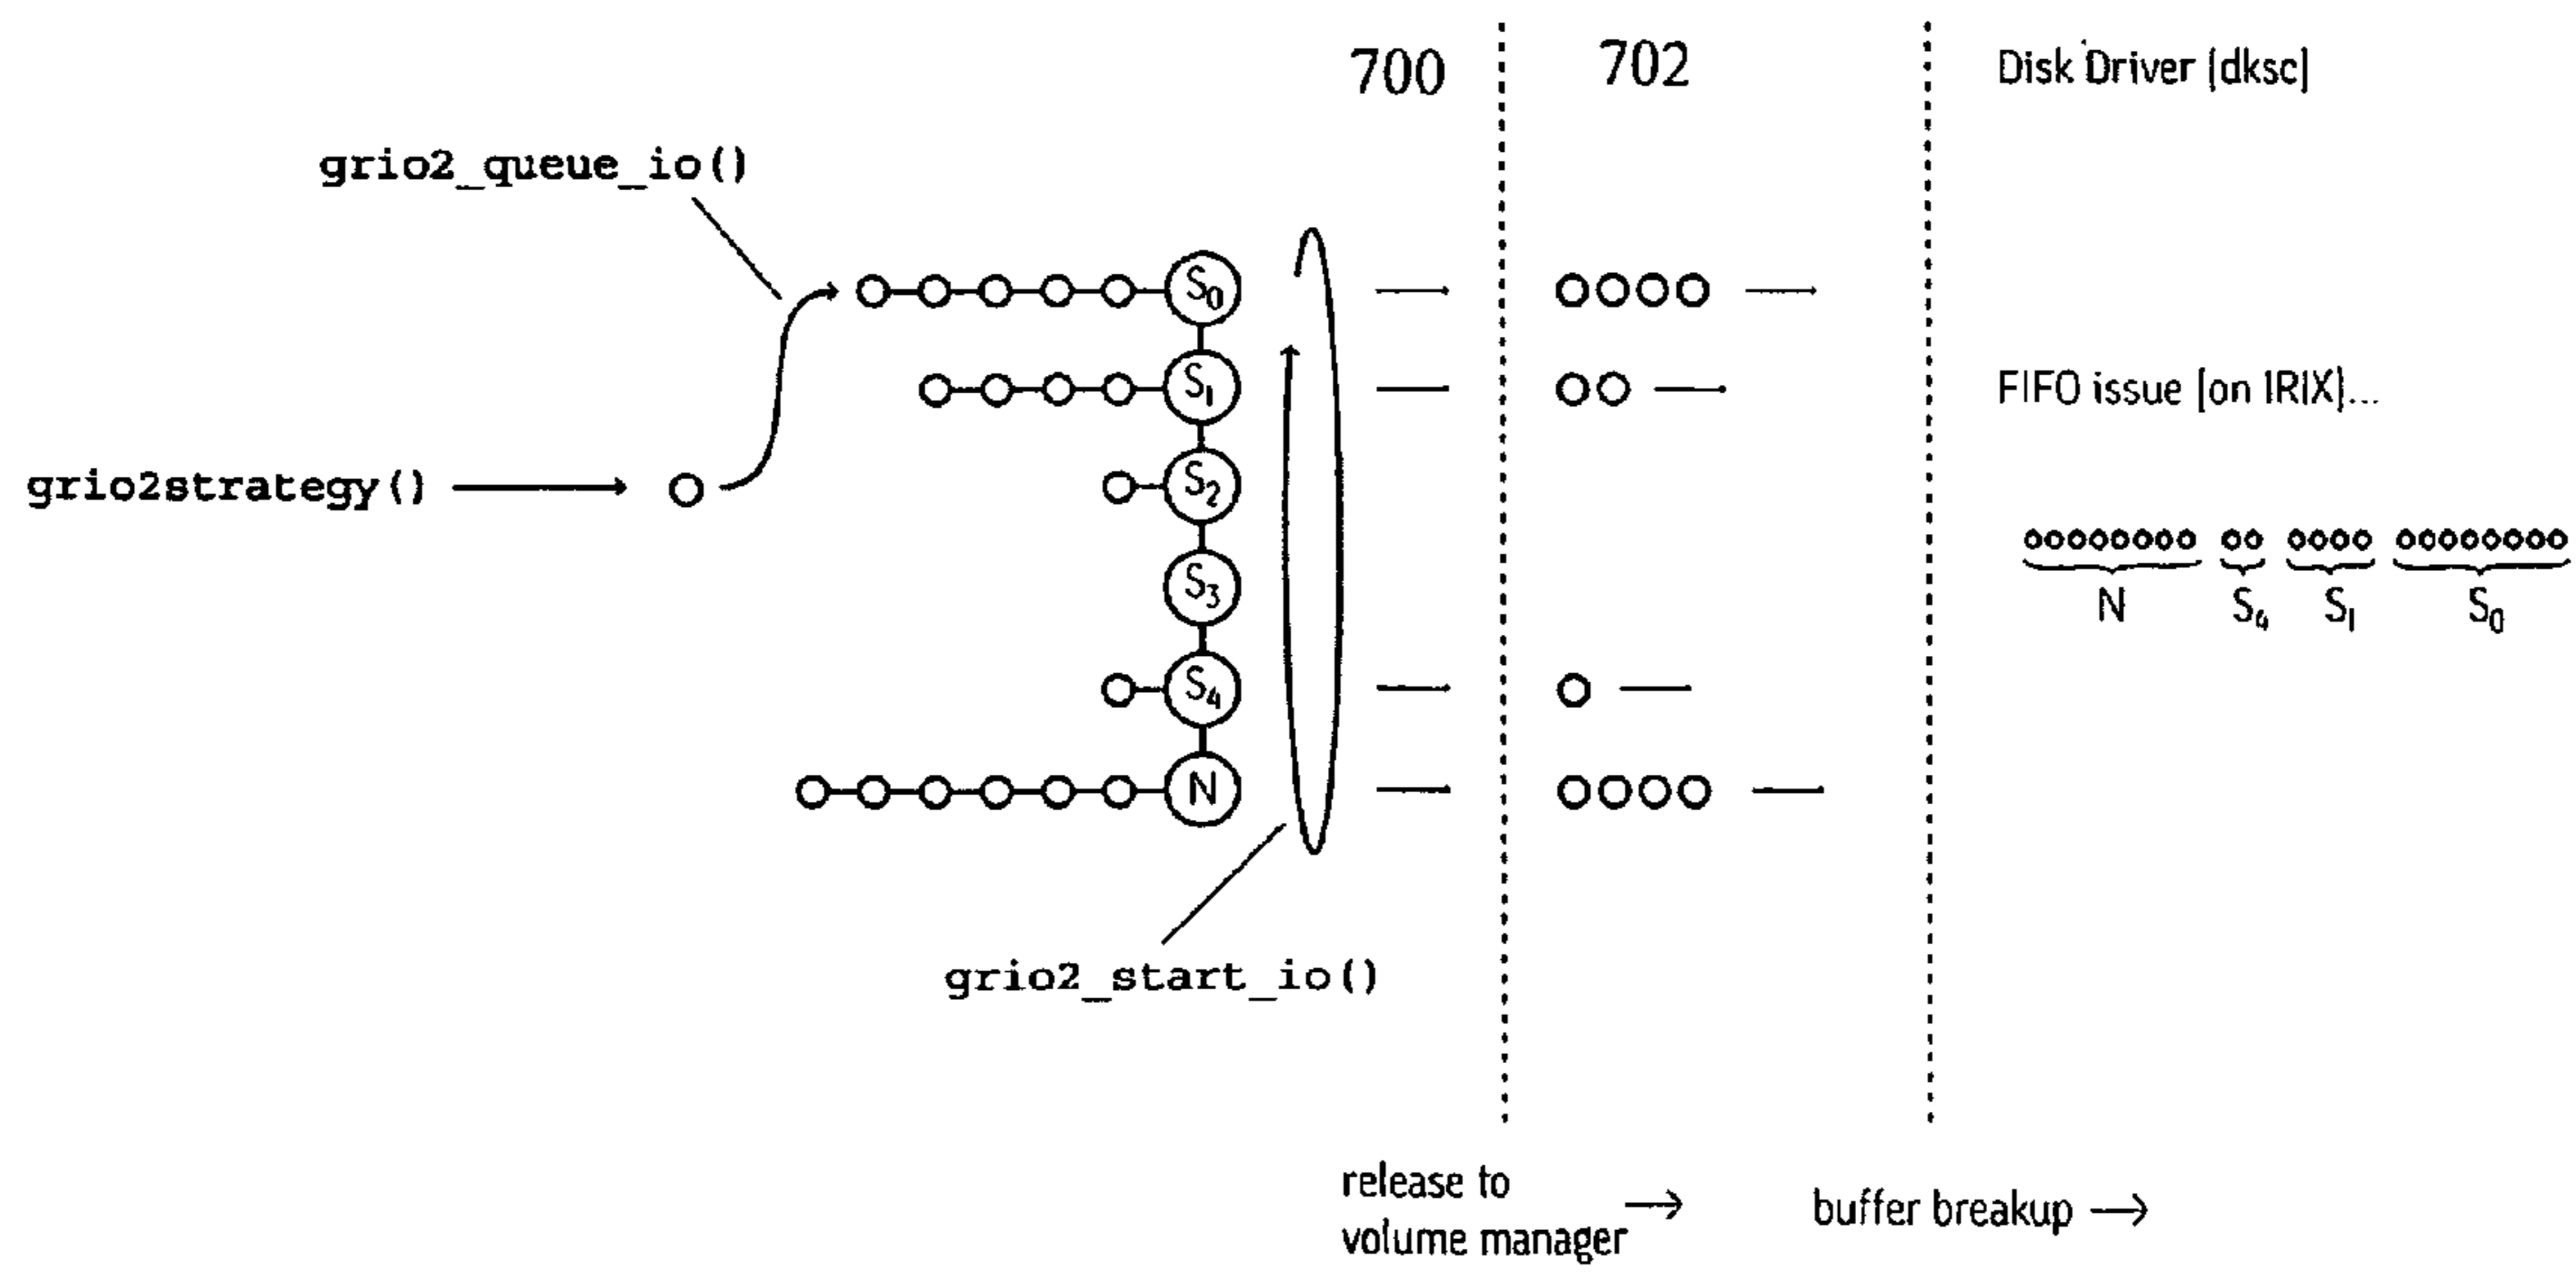 700
702
Disk Driver [dksc]
grio2_queue_io()
S0
S1
FIFO issue [on IRIX]...
grio2strategy()
S2
S3
N S4 S1 S0
S4
N
grio2_start_io()
release to
volume manager
buffer breakup